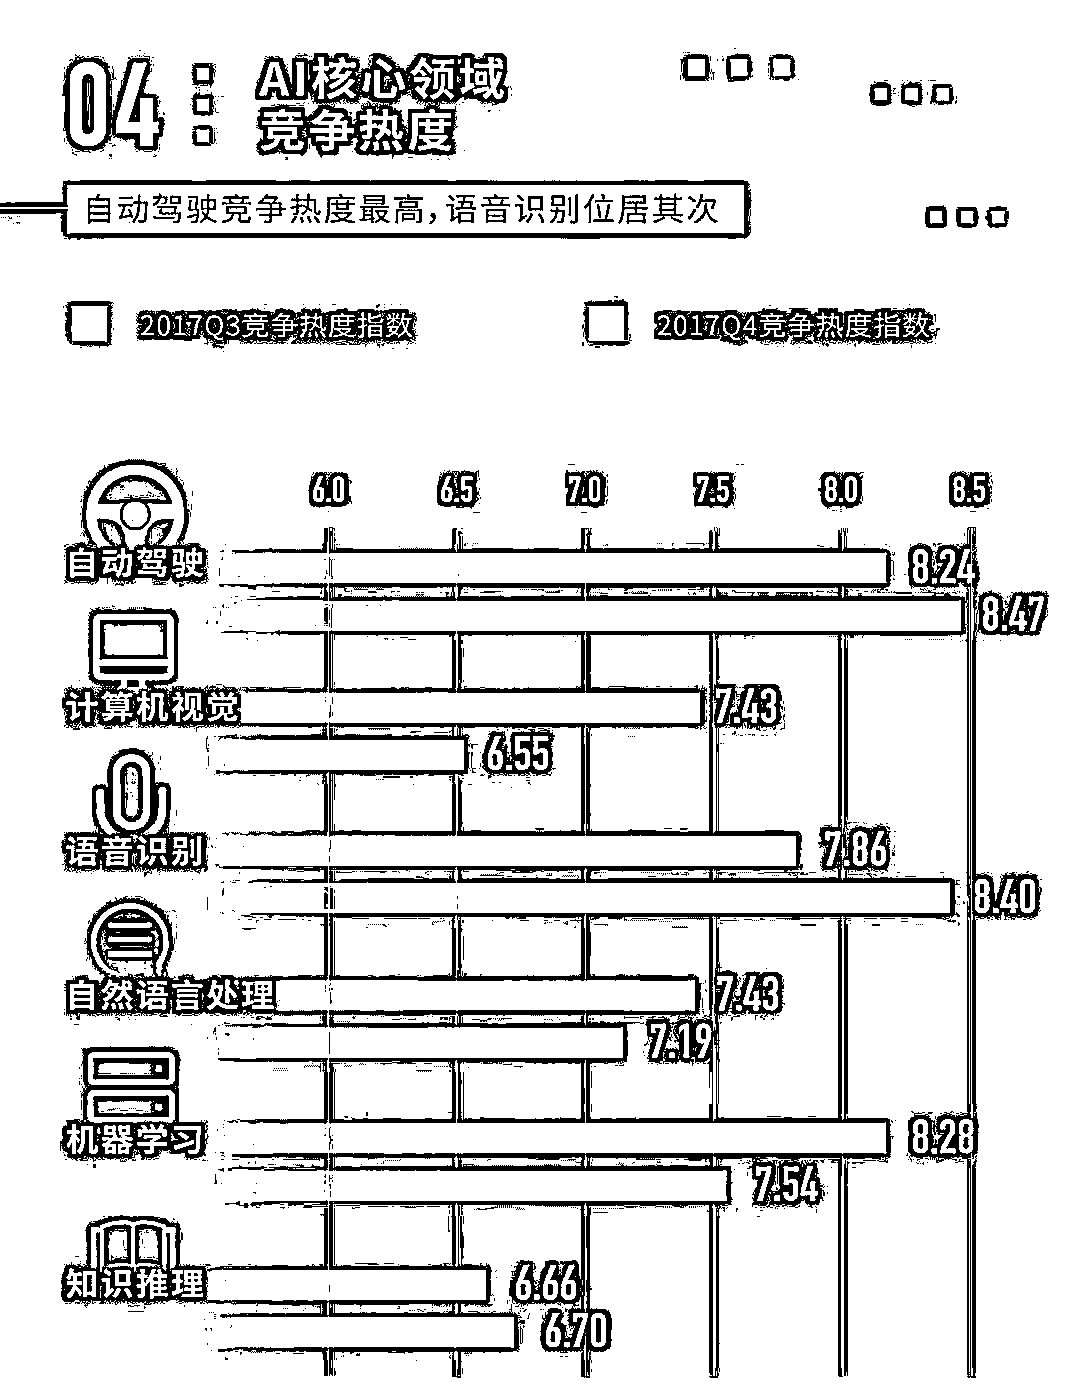 04
AI核心领域
竞争热度
自动驾驶竞争热度最高,语音识别位居其次
2017Q3竞争热度指数
2017Q4竞争热度指数
6.0 6.5 7.0 7.5 8.0 8.5
自动驾驶 8.24
8.47
计算机视觉 7.43
6.55
语音识别 7.86
8.40
自然语言处理 7.43
7.19
机器学习 8.28
7.54
知识推理 6.66
6.70